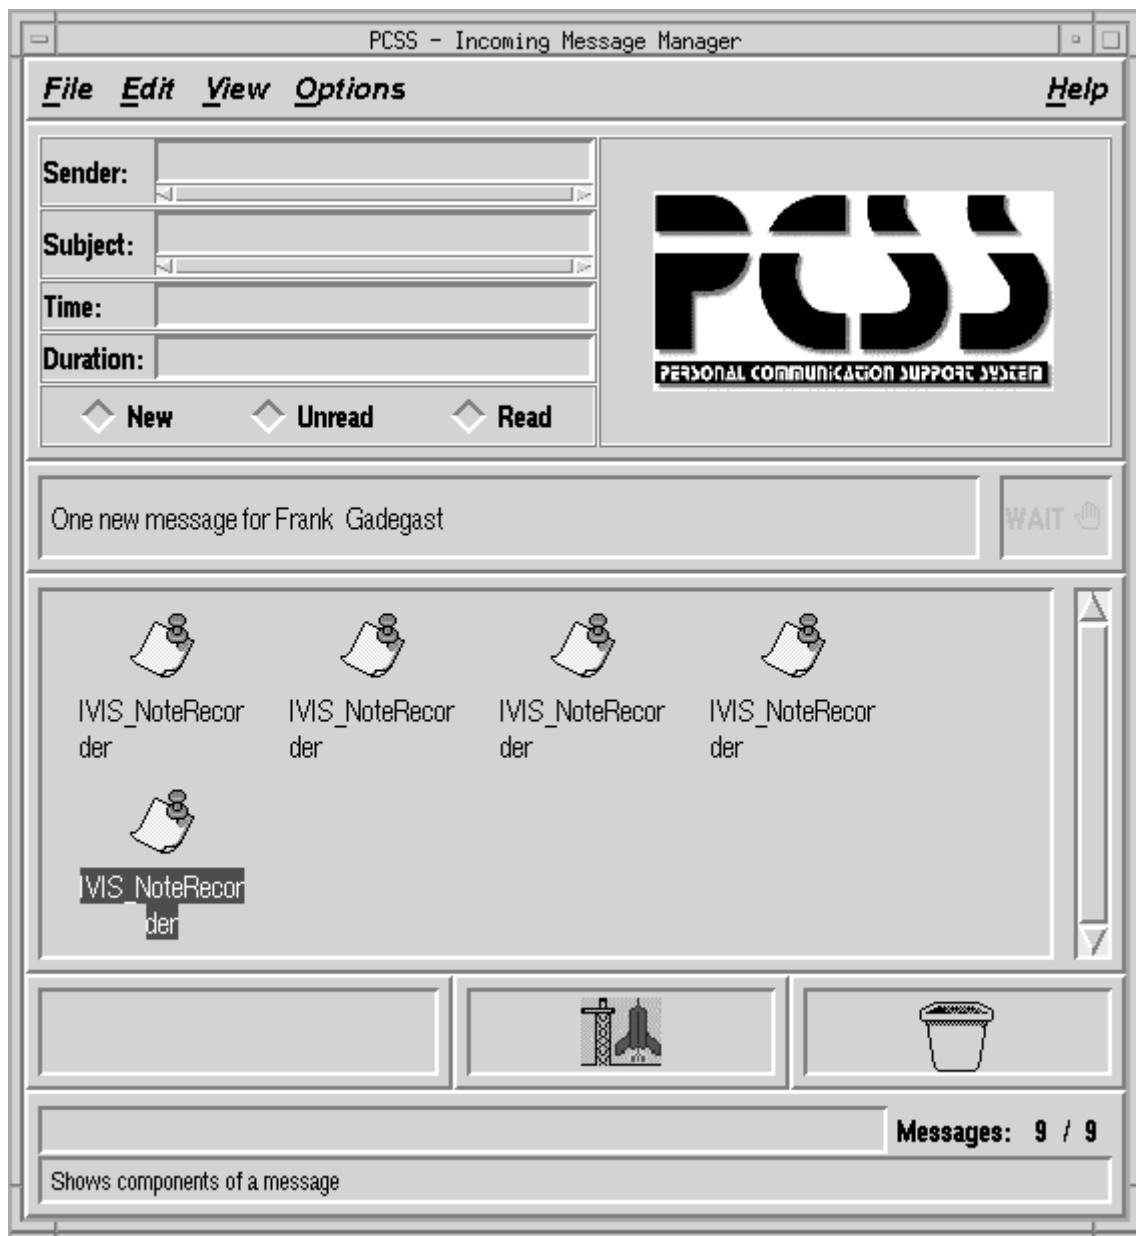 PCSS - Incoming Message Manager
File Edit View Options Help
Sender:
Subject:
Time:
Duration:
New Unread Read
PCSS
PERSONAL COMMUNICATION SUPPORT SYSTEM
One new message for Frank Gadegast
WAIT
IVIS_NoteRecor IVIS_NoteRecor IVIS_NoteRecor IVIS_NoteRecor
der der der der
IVIS_NoteRecor
der
Messages: 9 / 9
Shows components of a message